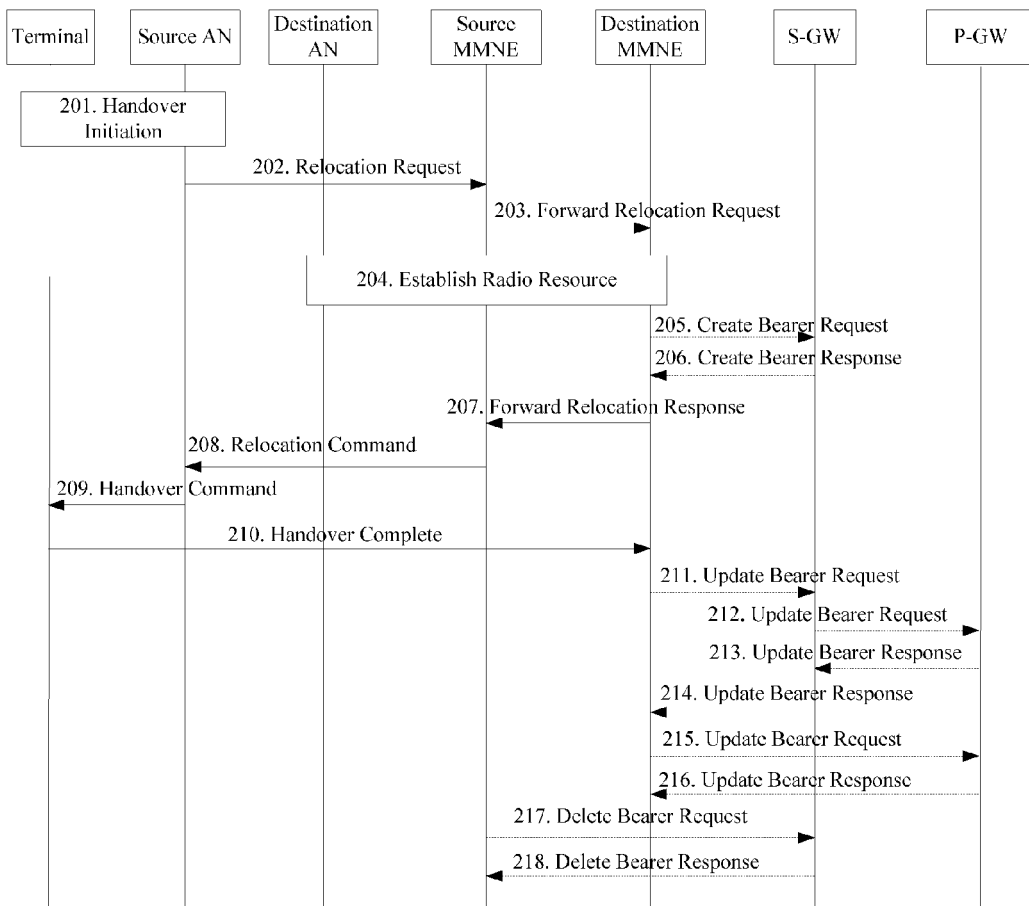 Terminal
Source AN
Destination
AN
Source
MMNE
Destination
MMNE
S-GW
P-GW
201. Handover
Initiation
202. Relocation Request
203. Forward Relocation Request
204. Establish Radio Resource
205. Create Bearer Request
206. Create Bearer Response
207. Forward Relocation Response
208. Relocation Command
209. Handover Command
210. Handover Complete
211. Update Bearer Request
212. Update Bearer Request
213. Update Bearer Response
214. Update Bearer Response
215. Update Bearer Request
216. Update Bearer Response
217. Delete Bearer Request
218. Delete Bearer Response